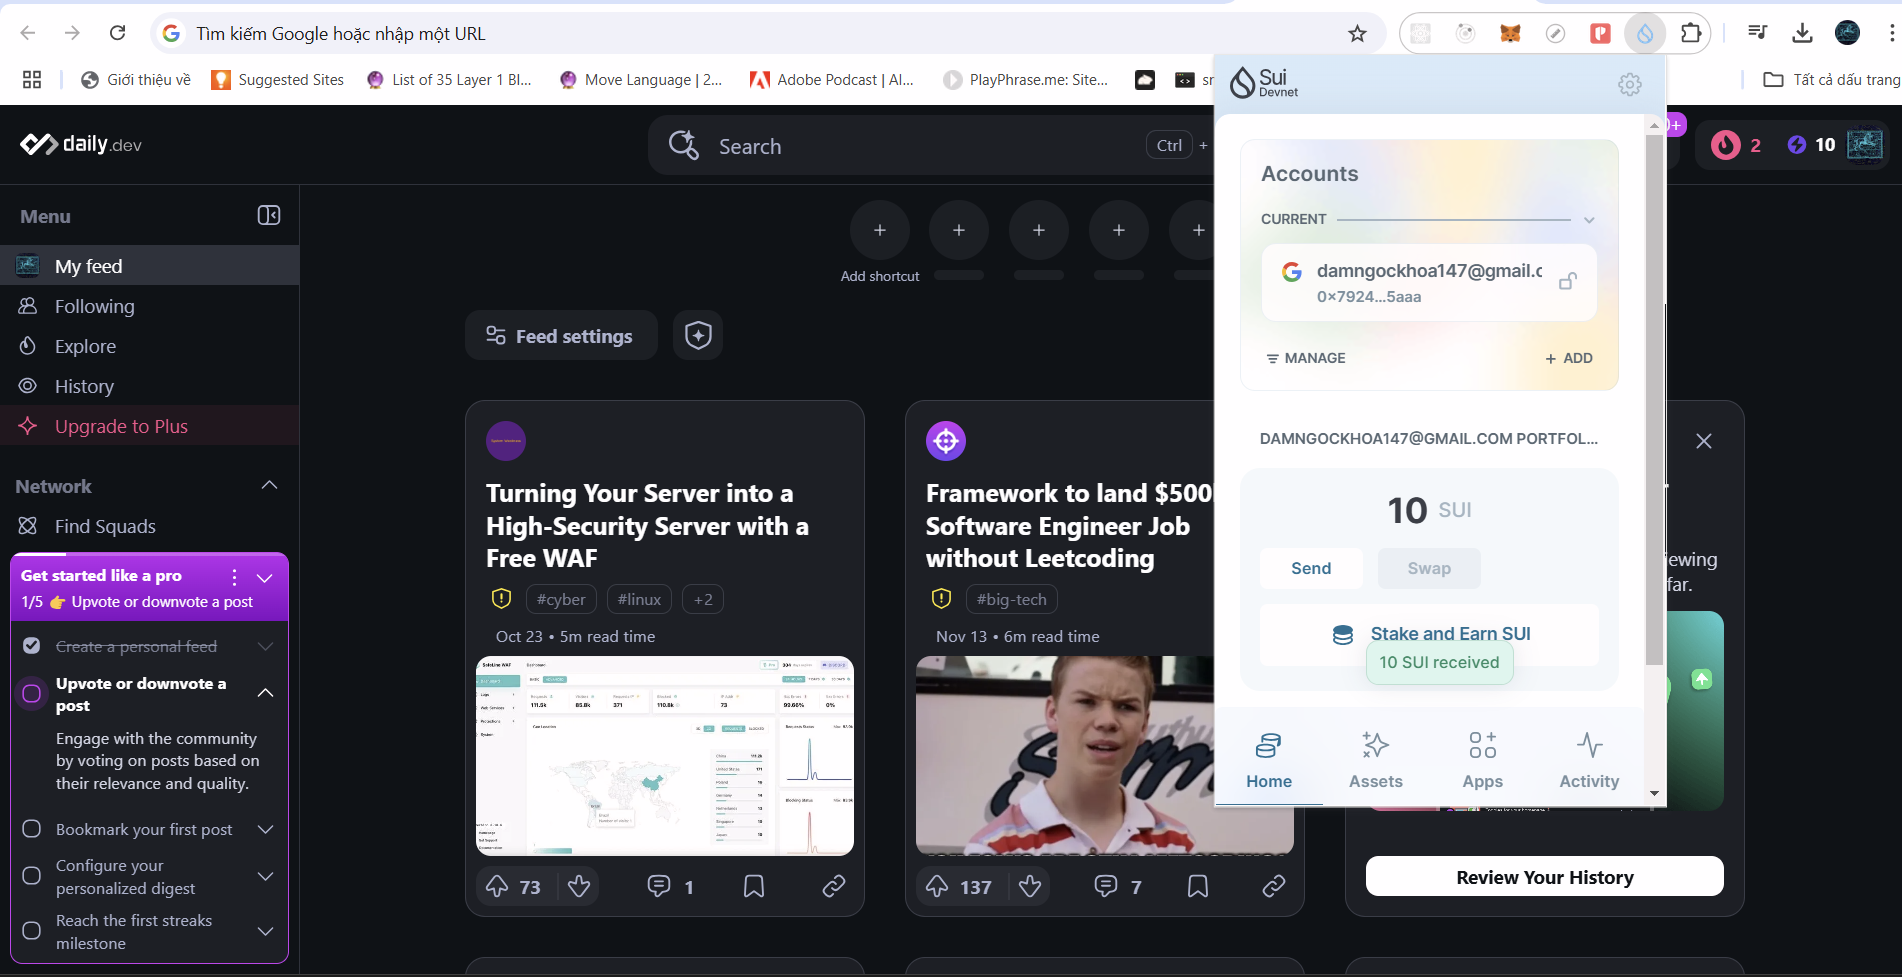 Tìm kiếm Google hoặc nhập một URL
Giới thiệu về
Suggested Sites
List of 35 Layer 1 Bl...
Move Language | 2...
Adobe Podcast | AI...
PlayPhrase.me: Site...
Tất cả dấu trang
daily.dev
Search
Ctrl +
2
10
Menu
My feed
Following
Explore
History
Upgrade to Plus
Network
Find Squads
Get started like a pro
1/5 👉 Upvote or downvote a post
Create a personal feed
Upvote or downvote a
post
Engage with the community
by voting on posts based on
their relevance and quality.
Bookmark your first post
Configure your
personalized digest
Reach the first streaks
milestone
Add shortcut
Feed settings
Turning Your Server into a
High-Security Server with a
Free WAF
#cyber
#linux
+2
Oct 23 • 5m read time
SafeLine WAF
Dashboard
73
1
Framework to land $500
Software Engineer Job
without Leetcoding
#big-tech
Nov 13 • 6m read time
137
7
iewing
far.
Review Your History
Sui
Devnet
Accounts
CURRENT
damngockhoa147@gmail.c
0×7924...5aaa
MANAGE
+ ADD
DAMNGOCKHOA147@GMAIL.COM PORTFOL...
10 SUI
Send
Swap
Stake and Earn SUI
10 SUI received
Home
Assets
Apps
Activity